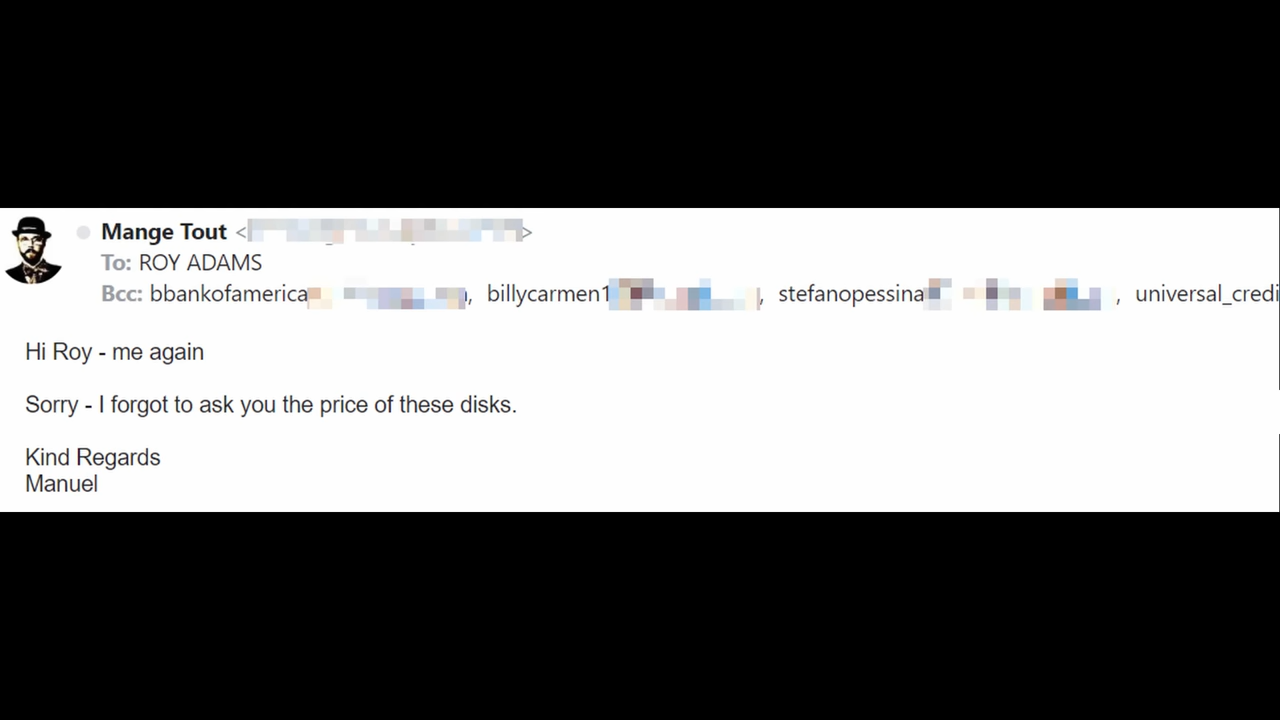 Mange Tout < >
To: ROY ADAMS
Bcc: bbankofamerica , billycarmen1 , stefanopessina , universal_credi
Hi Roy - me again
Sorry - I forgot to ask you the price of these disks.
Kind Regards
Manuel